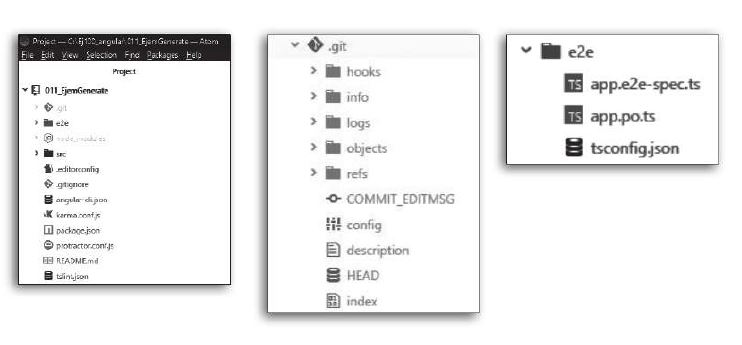 Project — C:\Ej100_angular\011_EjemGenerate — Atom
File Edit View Selection Find Packages Help
Project
011_EjemGenerate
.git
e2e
node_modules
src
.editorconfig
.gitignore
angular-cli.json
karma.conf.js
package.json
protractor.conf.js
README.md
tslint.json
.git
hooks
info
logs
objects
refs
COMMIT_EDITMSG
config
description
HEAD
index
e2e
TS app.e2e-spec.ts
TS app.po.ts
tsconfig.json